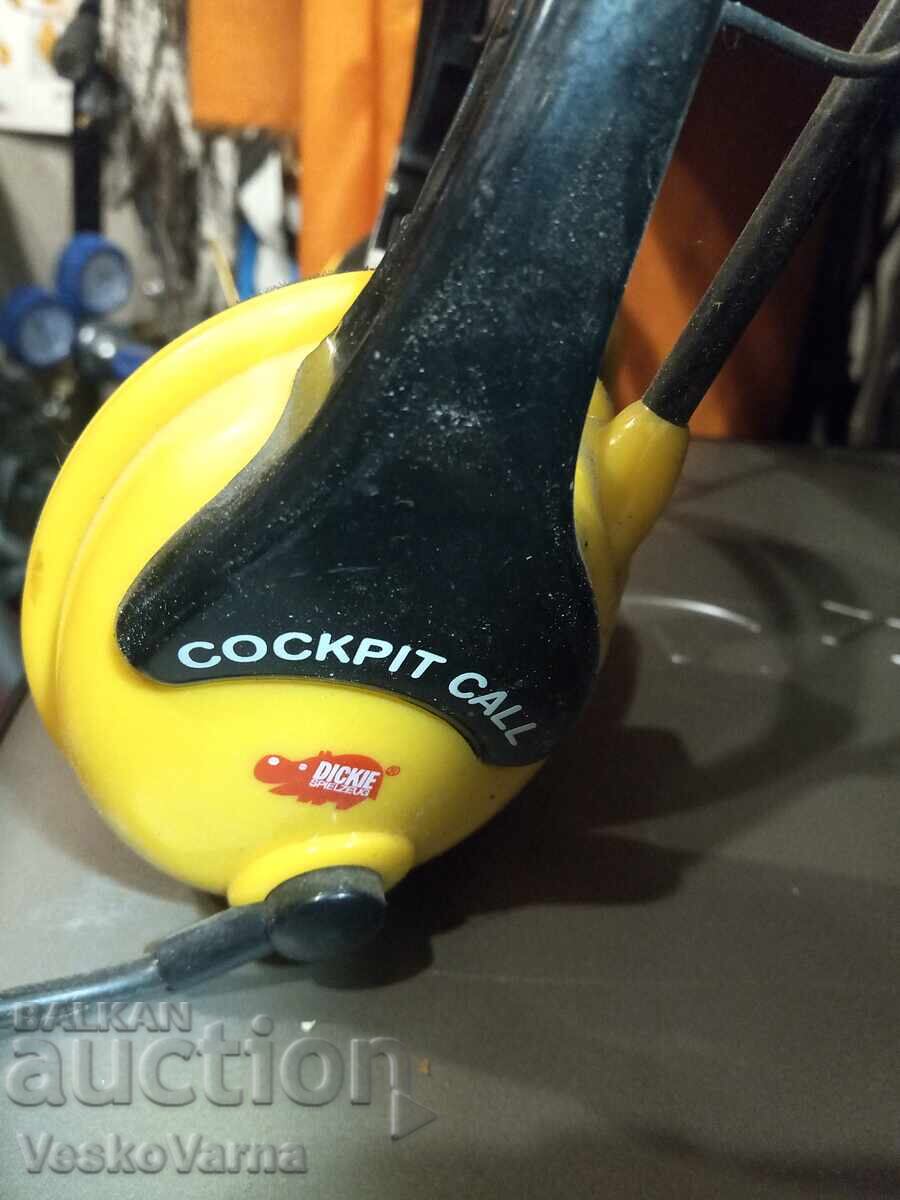 COCKPIT CALL
DICKIE®
SPIELZEUG
BALKAN
auction
VeskoVarna